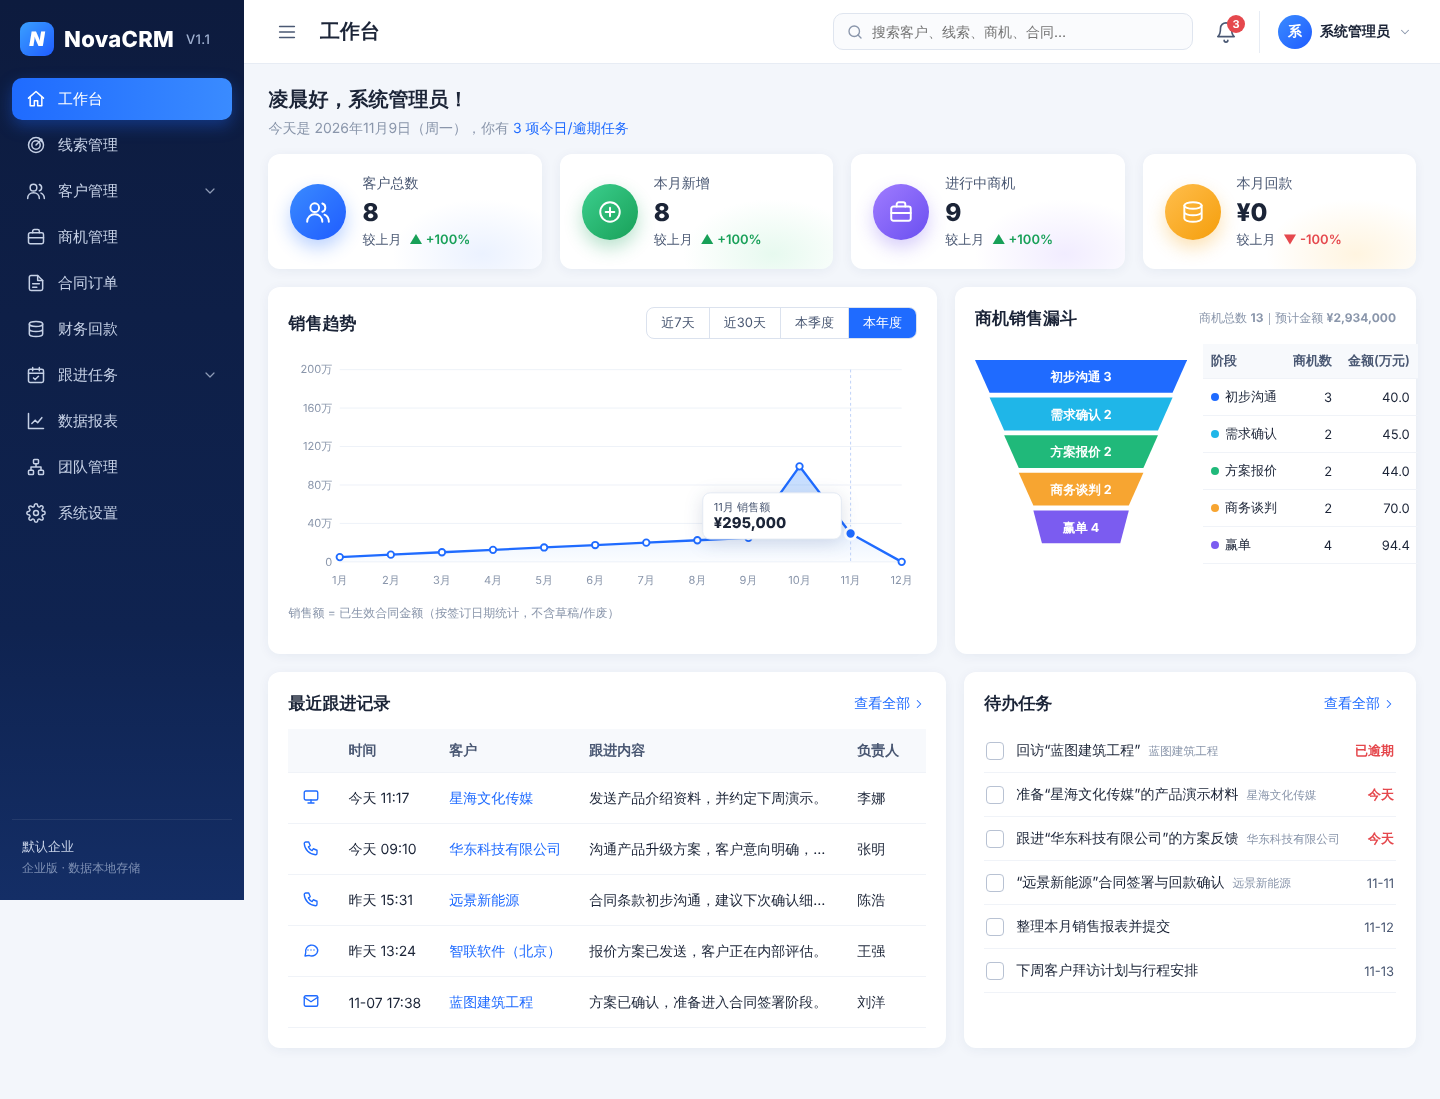 N NovaCRM V1.1
工作台
线索管理
客户管理
商机管理
合同订单
财务回款
跟进任务
数据报表
团队管理
系统设置
默认企业
企业版 · 数据本地存储
工作台
搜索客户、线索、商机、合同...
3
系 系统管理员
凌晨好，系统管理员！
今天是 2026年11月9日（周一），你有 3 项今日/逾期任务
客户总数
8
较上月 ▲ +100%
本月新增
8
较上月 ▲ +100%
进行中商机
9
较上月 ▲ +100%
本月回款
¥0
较上月 ▼ -100%
销售趋势
近7天 近30天 本季度 本年度
200万
160万
120万
80万
40万
0
11月 销售额
¥295,000
1月 2月 3月 4月 5月 6月 7月 8月 9月 10月 11月 12月
销售额 = 已生效合同金额（按签订日期统计，不含草稿/作废）
商机销售漏斗
商机总数 13｜预计金额 ¥2,934,000
初步沟通 3
需求确认 2
方案报价 2
商务谈判 2
赢单 4
阶段 商机数 金额(万元)
初步沟通 3 40.0
需求确认 2 45.0
方案报价 2 44.0
商务谈判 2 70.0
赢单 4 94.4
最近跟进记录
查看全部
时间 客户 跟进内容 负责人
今天 11:17 星海文化传媒 发送产品介绍资料，并约定下周演示。 李娜
今天 09:10 华东科技有限公司 沟通产品升级方案，客户意向明确，... 张明
昨天 15:31 远景新能源 合同条款初步沟通，建议下次确认细... 陈浩
昨天 13:24 智联软件（北京） 报价方案已发送，客户正在内部评估。 王强
11-07 17:38 蓝图建筑工程 方案已确认，准备进入合同签署阶段。 刘洋
待办任务
查看全部
回访“蓝图建筑工程” 蓝图建筑工程 已逾期
准备“星海文化传媒”的产品演示材料 星海文化传媒 今天
跟进“华东科技有限公司”的方案反馈 华东科技有限公司 今天
“远景新能源”合同签署与回款确认 远景新能源 11-11
整理本月销售报表并提交 11-12
下周客户拜访计划与行程安排 11-13